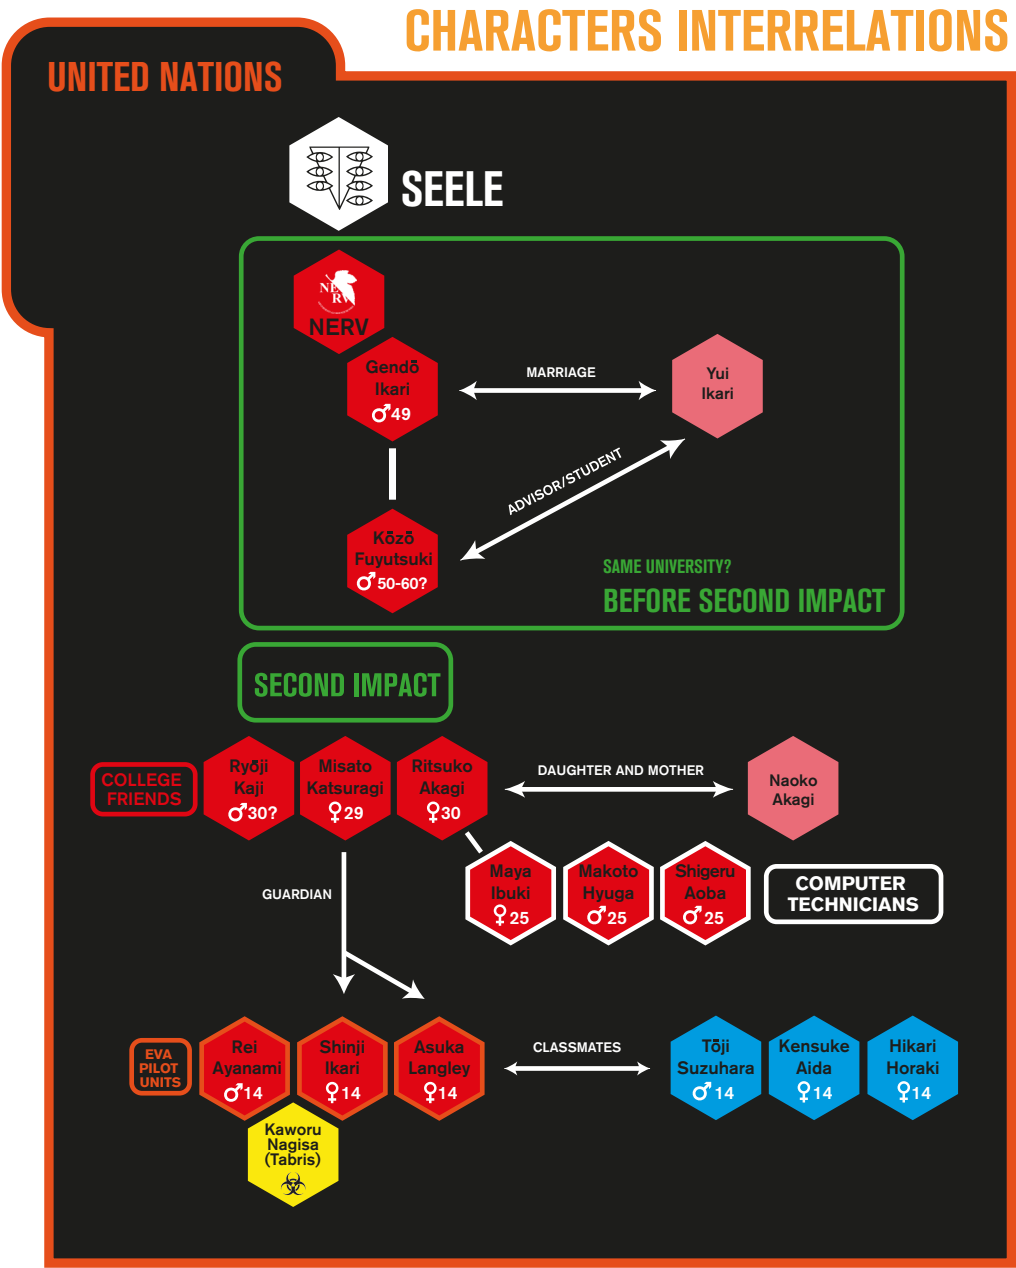 CHARACTERS INTERRELATIONS
UNITED NATIONS
SEELE
NE
RV
NERV
Gendō
Ikari
♂49
MARRIAGE
Yui
Ikari
ADVISOR/STUDENT
Kōzō
Fuyutsuki
♂50-60?
SAME UNIVERSITY?
BEFORE SECOND IMPACT
SECOND IMPACT
COLLEGE
FRIENDS
Ryōji
Kaji
♂30?
Misato
Katsuragi
♀29
Ritsuko
Akagi
♀30
DAUGHTER AND MOTHER
Naoko
Akagi
Maya
Ibuki
♀25
Makoto
Hyuga
♂25
Shigeru
Aoba
♂25
COMPUTER
TECHNICIANS
GUARDIAN
EVA
PILOT
UNITS
Rei
Ayanami
♂14
Shinji
Ikari
♀14
Asuka
Langley
♀14
CLASSMATES
Tōji
Suzuhara
♂14
Kensuke
Aida
♀14
Hikari
Horaki
♀14
Kaworu
Nagisa
(Tabris)